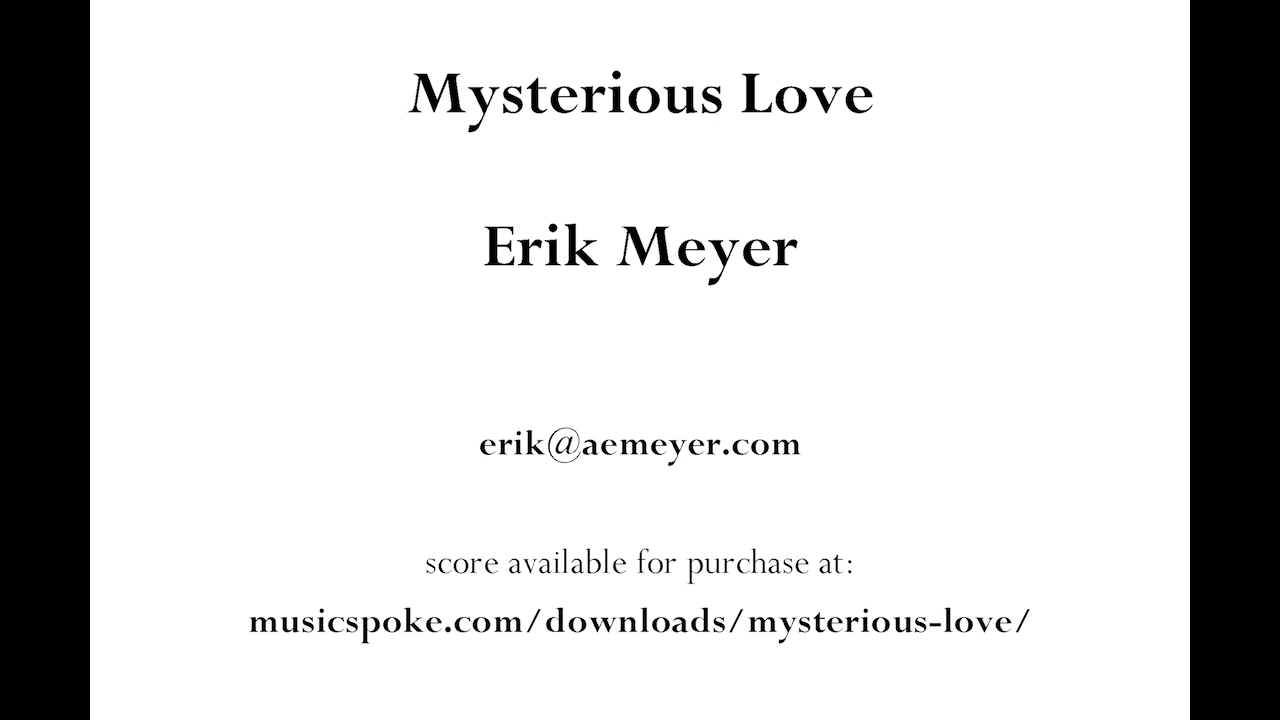 Mysterious Love
Erik Meyer
erik@aemeyer.com
score available for purchase at:
musicspoke.com/downloads/mysterious-love/